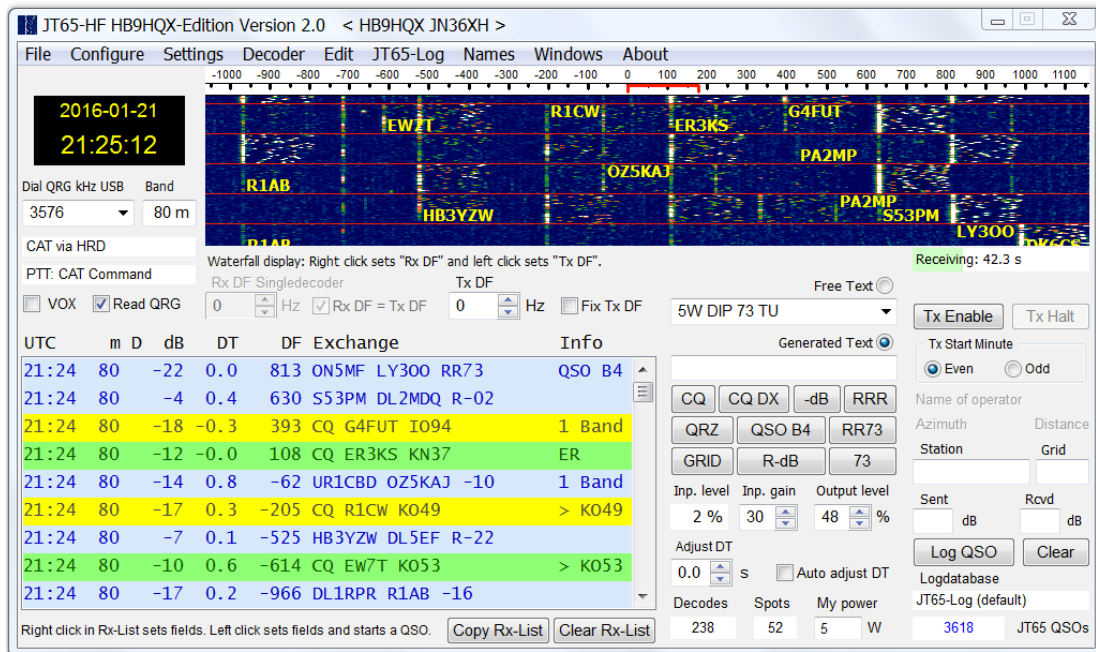 JT65-HF HB9HQX-Edition Version 2.0 < HB9HQX JN36XH >
File Configure Settings Decoder Edit JT65-Log Names Windows About
-1000 -900 -800 -700 -600 -500 -400 -300 -200 -100 0 100 200 300 400 500 600 700 800 900 1000 1100
2016-01-21
21:25:12
EW7T R1CW ER3KS G4FUT
PA2MP
R1AB OZ5KAJ
HB3YZW PA2MP S53PM
LY3OO
R1AB DK6CS
Dial QRG kHz USB Band
3576 80 m
CAT via HRD
PTT: CAT Command
VOX Read QRG
Waterfall display: Right click sets "Rx DF" and left click sets "Tx DF".
Receiving: 42.3 s
Rx DF Singledecoder Tx DF
0 Hz Rx DF = Tx DF 0 Hz Fix Tx DF
Free Text
5W DIP 73 TU
Tx Enable Tx Halt
Generated Text
Tx Start Minute
Even Odd
UTC m D dB DT DF Exchange Info
21:24 80 -22 0.0 813 ON5MF LY3OO RR73 QSO B4
21:24 80 -4 0.4 630 S53PM DL2MDQ R-02
21:24 80 -18 -0.3 393 CQ G4FUT IO94 1 Band
21:24 80 -12 -0.0 108 CQ ER3KS KN37 ER
21:24 80 -14 0.8 -62 UR1CBD OZ5KAJ -10 1 Band
21:24 80 -17 0.3 -205 CQ R1CW KO49 > KO49
21:24 80 -7 0.1 -525 HB3YZW DL5EF R-22
21:24 80 -10 0.6 -614 CQ EW7T KO53 > KO53
21:24 80 -17 0.2 -966 DL1RPR R1AB -16
Right click in Rx-List sets fields. Left click sets fields and starts a QSO. Copy Rx-List Clear Rx-List
CQ CQ DX -dB RRR
QRZ QSO B4 RR73
GRID R-dB 73
Inp. level Inp. gain Output level
2 % 30 48 %
Adjust DT
0.0 s Auto adjust DT
Decodes Spots My power
238 52 5 W
Name of operator
Azimuth Distance
Station Grid
Sent Rcvd
dB dB
Log QSO Clear
Logdatabase
JT65-Log (default)
3618 JT65 QSOs